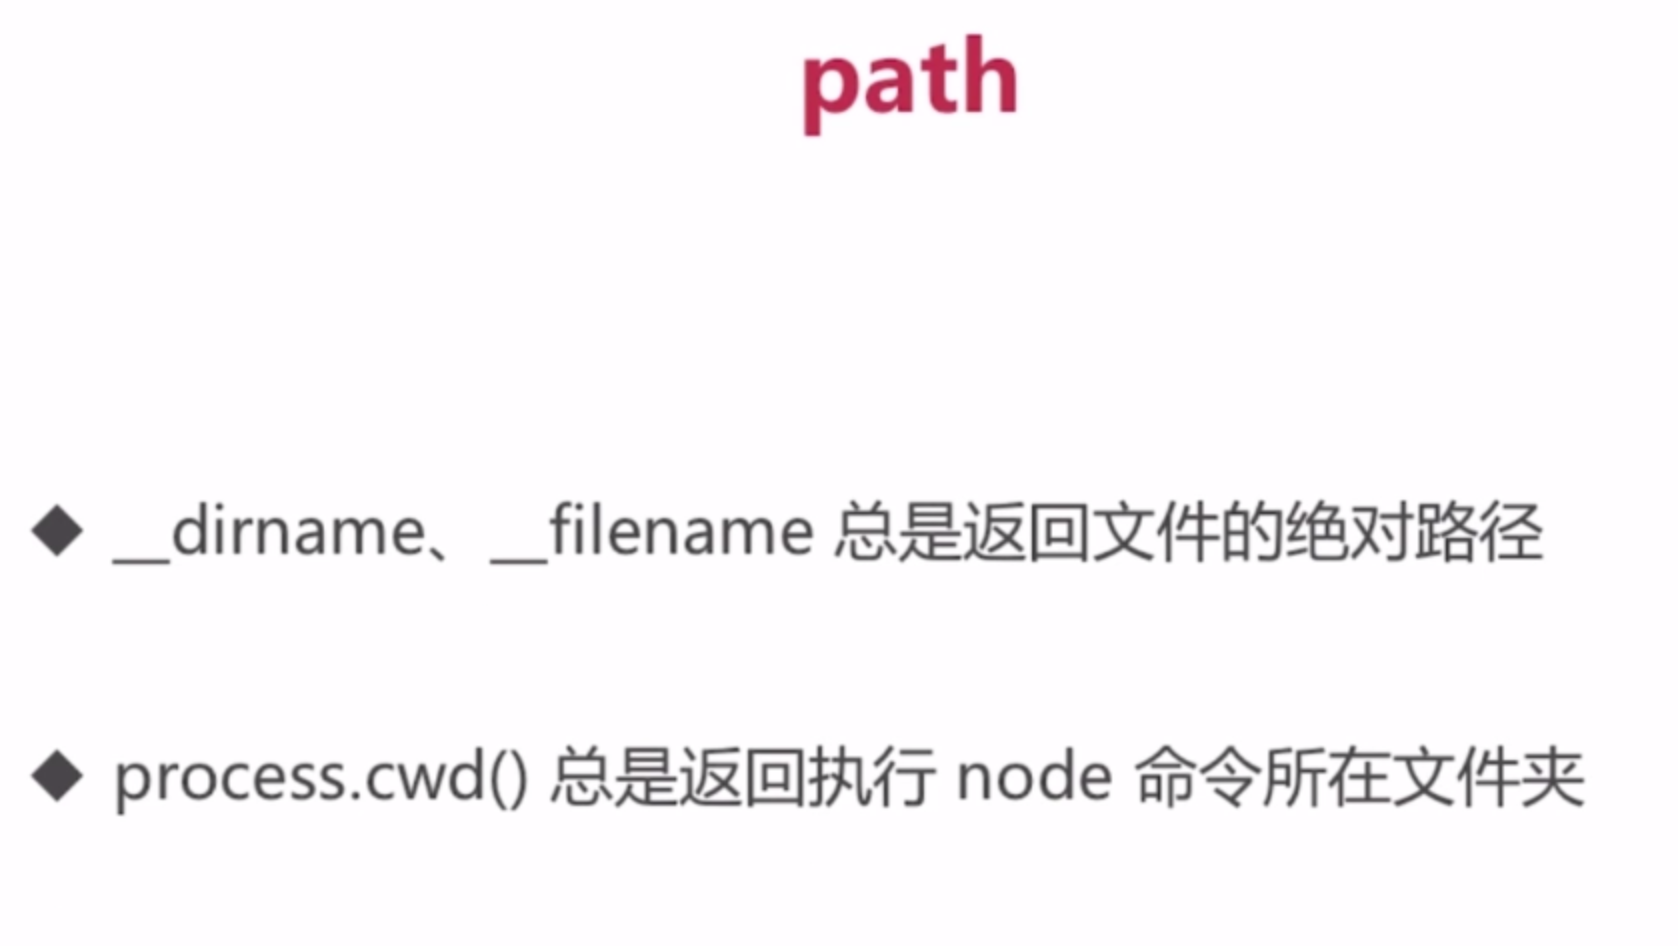 path
◆ __dirname、__filename 总是返回文件的绝对路径
◆ process.cwd() 总是返回执行 node 命令所在文件夹